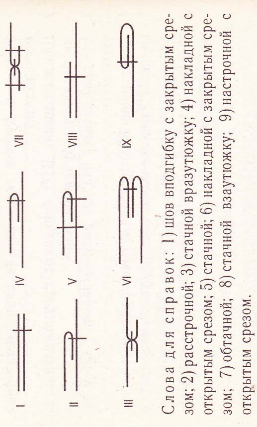 I IV VII
II V VIII
III VI IX
Слова для справок: 1) шов вподгибку с закрытым сре-
зом; 2) расстрочной; 3) стачной вразутюжку; 4) накладной с
открытым срезом; 5) стачной; 6) накладной с закрытым сре-
зом; 7) обтачной; 8) стачной взаутюжку; 9) настрочной с
открытым срезом.